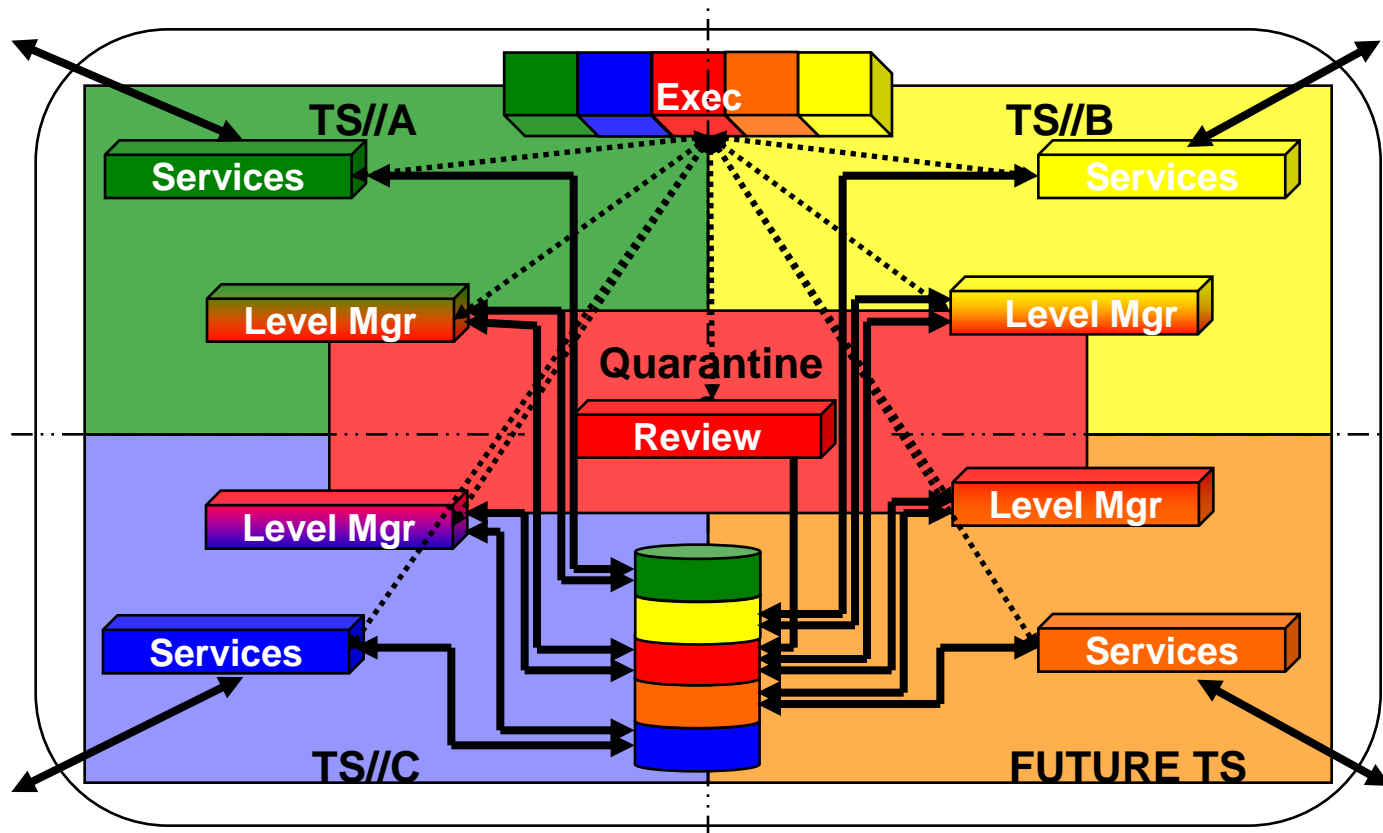 Exec
TS//A
TS//B
Services
Services
Level Mgr
Level Mgr
Quarantine
Review
Level Mgr
Level Mgr
Services
Services
TS//C
FUTURE TS